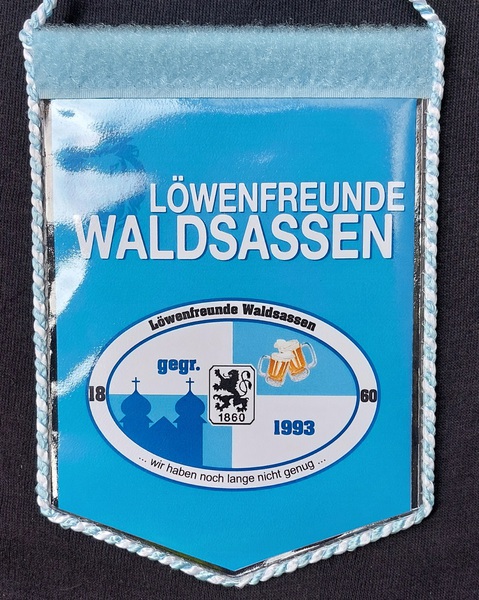 LÖWENFREUNDE
WALDSASSEN
Löwenfreunde Waldsassen
gegr.
18
60
1860
1993
... wir haben noch lange nicht genug ...